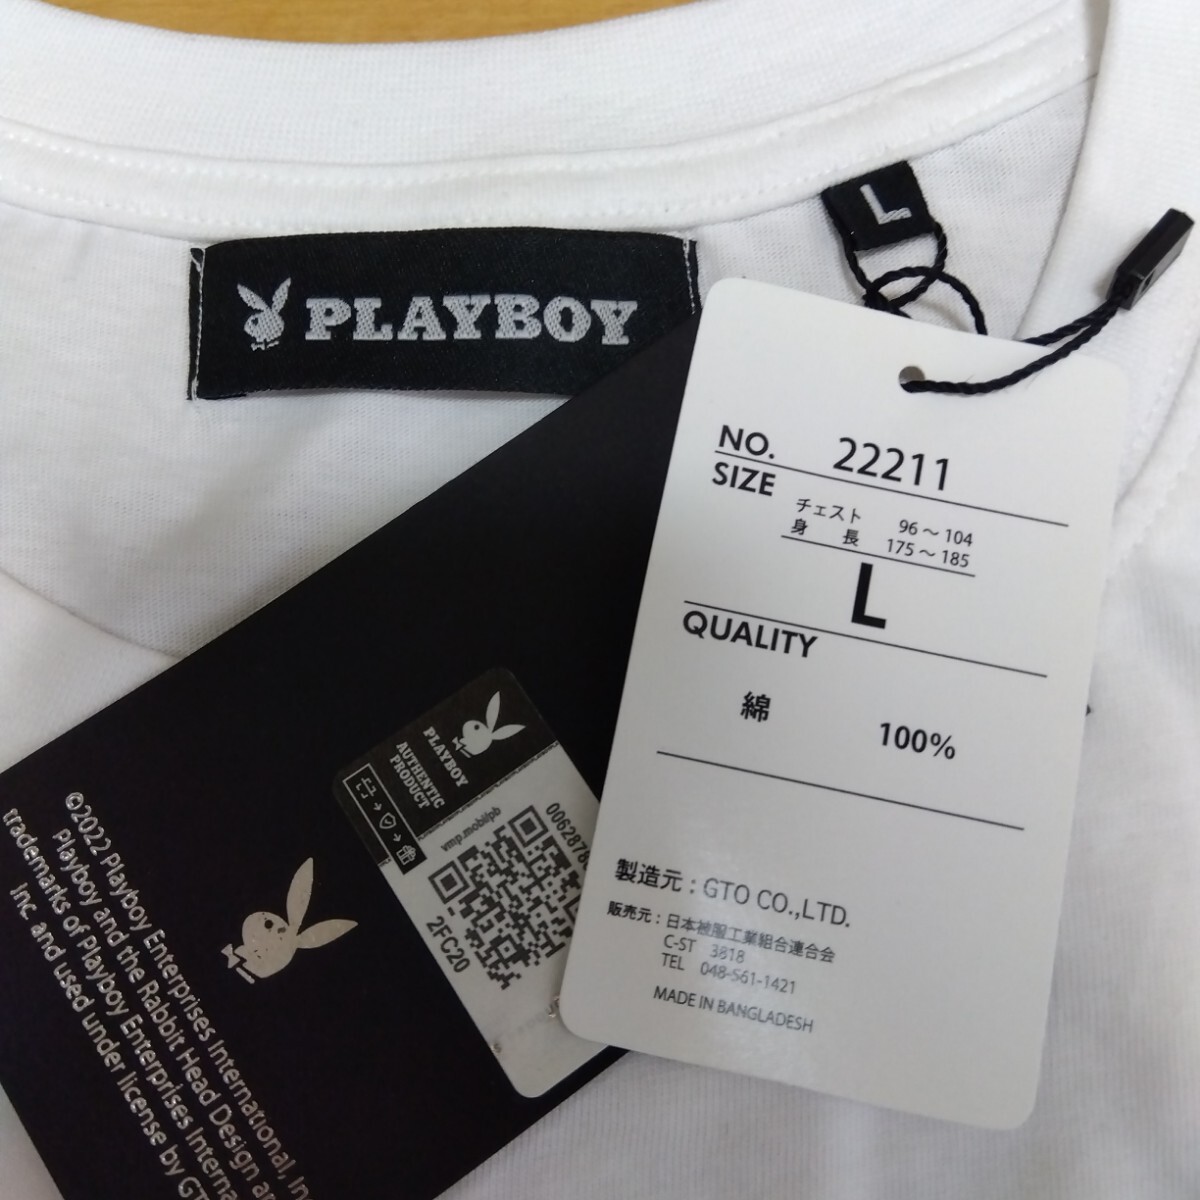 PLAYBOY
L
NO. 22211
SIZE
チェスト 96～104
身長 175～185
L
QUALITY
綿 100%
製造元：GTO CO.,LTD.
販売元：日本被服工業組合連合会
C-ST 3818
TEL 048-561-1421
MADE IN BANGLADESH
PLAYBOY
AUTHENTIC
PRODUCT
vmp.mobi/pb
2FC20
©2022 Playboy Enterprises International, Inc.
Playboy and the Rabbit Head Design
trademarks of Playboy Enterprises
Inc. and used under license by